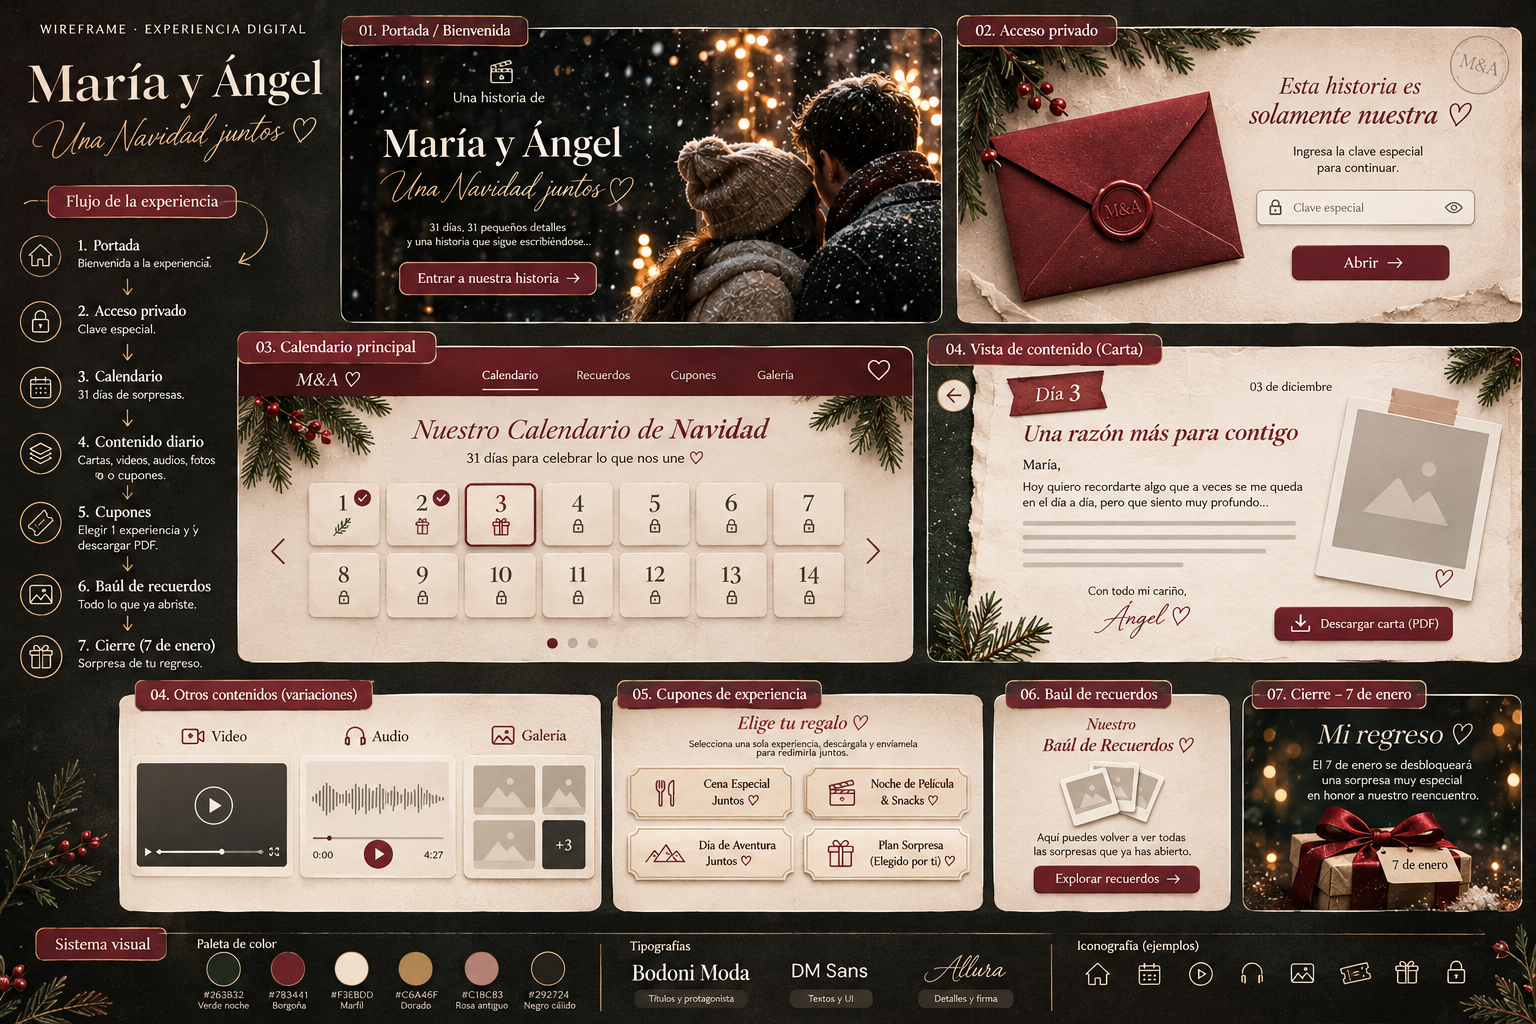 WIREFRAME · EXPERIENCIA DIGITAL
María y Ángel
Una Navidad juntos ♡
Flujo de la experiencia
1. Portada
Bienvenida a la experiencia.
2. Acceso privado
Clave especial.
3. Calendario
31 días de sorpresas.
4. Contenido diario
Cartas, videos, audios, fotos
o cupones.
5. Cupones
Elegir 1 experiencia y
descargar PDF.
6. Baúl de recuerdos
Todo lo que ya abriste.
7. Cierre (7 de enero)
Sorpresa de tu regreso.
01. Portada / Bienvenida
Una historia de
María y Ángel
Una Navidad juntos ♡
31 días, 31 pequeños detalles
y una historia que sigue escribiéndose...
Entrar a nuestra historia →
02. Acceso privado
M&A
M&A
Esta historia es
solamente nuestra ♡
Ingresa la clave especial
para continuar.
Clave especial
Abrir →
03. Calendario principal
M&A ♡
Calendario
Recuerdos
Cupones
Galería
Nuestro Calendario de Navidad
31 días para celebrar lo que nos une ♡
1 2 3 4 5 6 7
8 9 10 11 12 13 14
04. Vista de contenido (Carta)
Día 3
03 de diciembre
Una razón más para contigo
María,
Hoy quiero recordarte algo que a veces se me queda
en el día a día, pero que siento muy profundo...
Con todo mi cariño,
Ángel ♡
Descargar carta (PDF)
04. Otros contenidos (variaciones)
Video
Audio
Galería
0:00
4:27
+3
05. Cupones de experiencia
Elige tu regalo ♡
Selecciona una sola experiencia, descárgala y envíamela
para redimirla juntos.
Cena Especial
Juntos ♡
Noche de Película
& Snacks ♡
Día de Aventura
Juntos ♡
Plan Sorpresa
(Elegido por ti) ♡
06. Baúl de recuerdos
Nuestro
Baúl de Recuerdos ♡
Aquí puedes volver a ver todas
las sorpresas que ya has abierto.
Explorar recuerdos →
07. Cierre – 7 de enero
Mi regreso ♡
El 7 de enero se desbloqueará
una sorpresa muy especial
en honor a nuestro reencuentro.
7 de enero
Sistema visual
Paleta de color
#263832
Verde noche
#783441
Borgoña
#F3EBDD
Marfil
#C6A46F
Dorado
#C18C83
Rosa antiguo
#292724
Negro cálido
Tipografías
Bodoni Moda
Títulos y protagonista
DM Sans
Textos y UI
Allura
Detalles y firma
Iconografía (ejemplos)